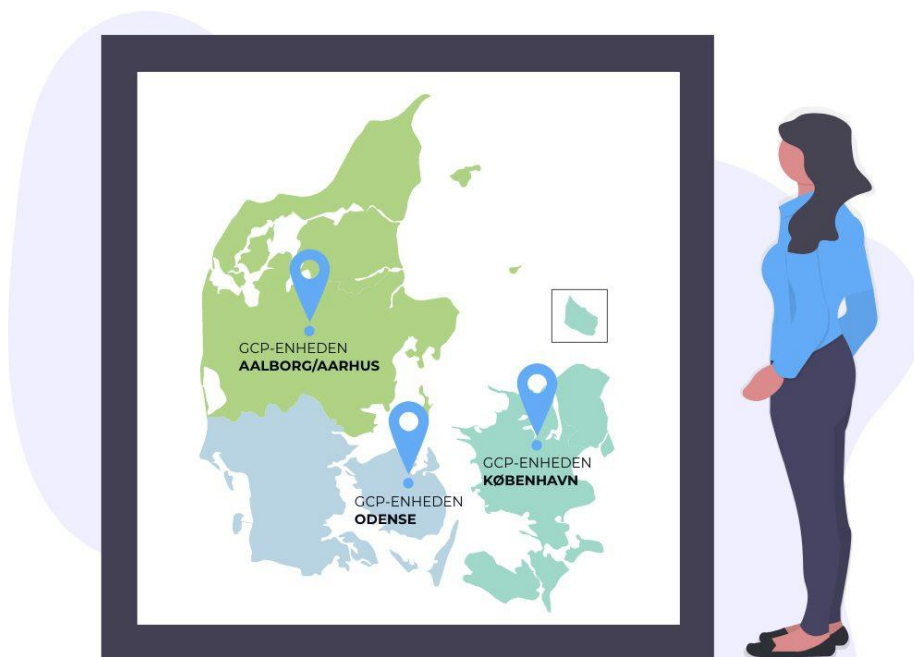 GCP-ENHEDEN
AALBORG/AARHUS
GCP-ENHEDEN
KØBENHAVN
GCP-ENHEDEN
ODENSE